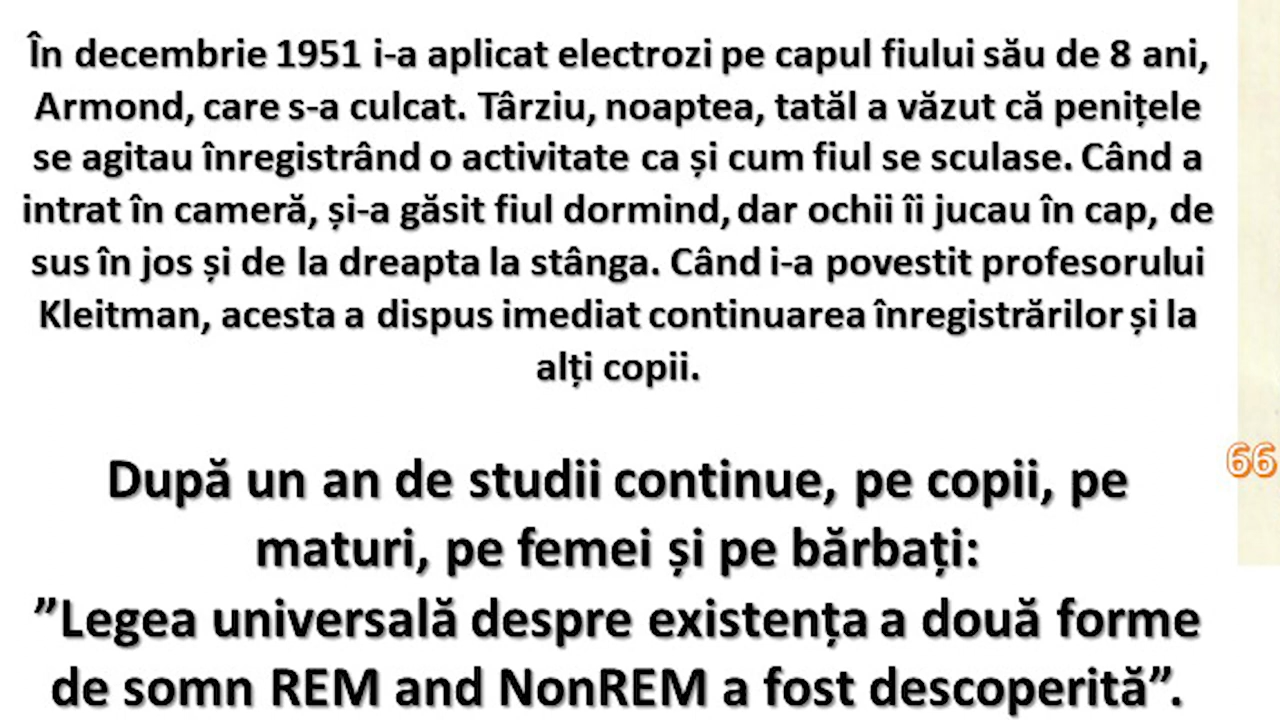 În decembrie 1951 i-a aplicat electrozi pe capul fiului său de 8 ani,
Armond, care s-a culcat. Târziu, noaptea, tatăl a văzut că penițele
se agitau înregistrând o activitate ca și cum fiul se sculase. Când a
intrat în cameră, și-a găsit fiul dormind, dar ochii îi jucau în cap, de
sus în jos și de la dreapta la stânga. Când i-a povestit profesorului
Kleitman, acesta a dispus imediat continuarea înregistrărilor și la
alți copii.
După un an de studii continue, pe copii, pe
maturi, pe femei și pe bărbați:
”Legea universală despre existența a două forme
de somn REM and NonREM a fost descoperită”.
66